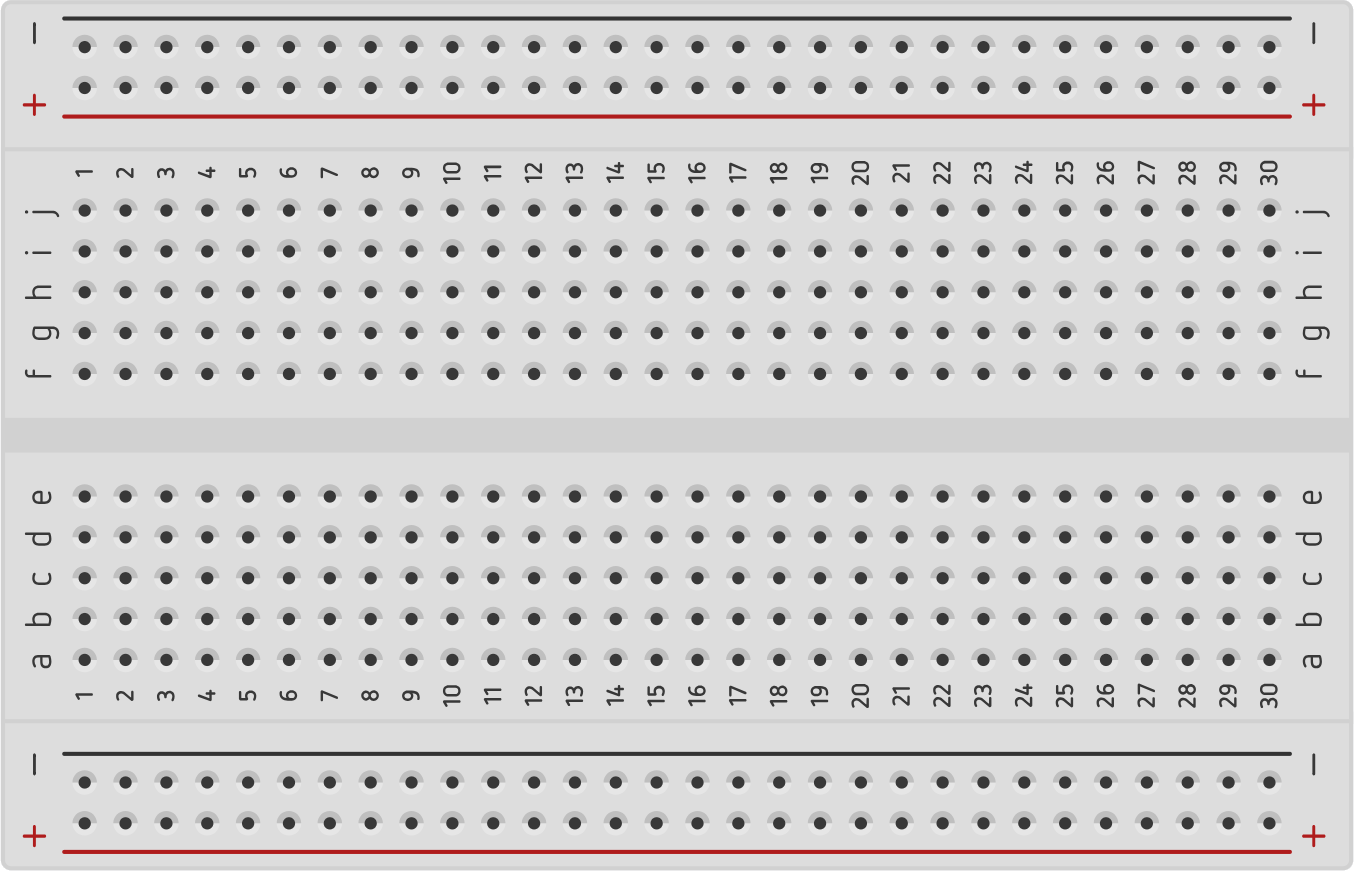 − −
+ +
1 2 3 4 5 6 7 8 9 10 11 12 13 14 15 16 17 18 19 20 21 22 23 24 25 26 27 28 29 30
j j
i i
h h
g g
f f
e e
d d
c c
b b
a a
1 2 3 4 5 6 7 8 9 10 11 12 13 14 15 16 17 18 19 20 21 22 23 24 25 26 27 28 29 30
− −
+ +